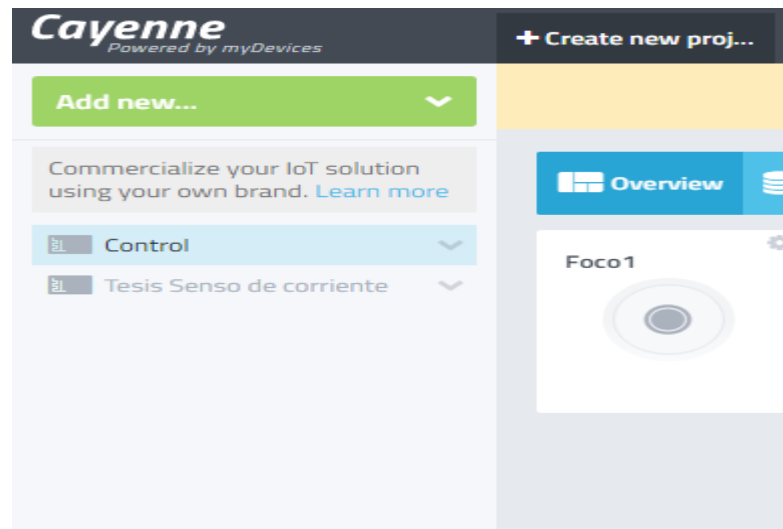 Cayenne
Powered by myDevices
+ Create new proj...
Add new...
Commercialize your IoT solution
using your own brand. Learn more
Control
Tesis Senso de corriente
Overview
Foco1